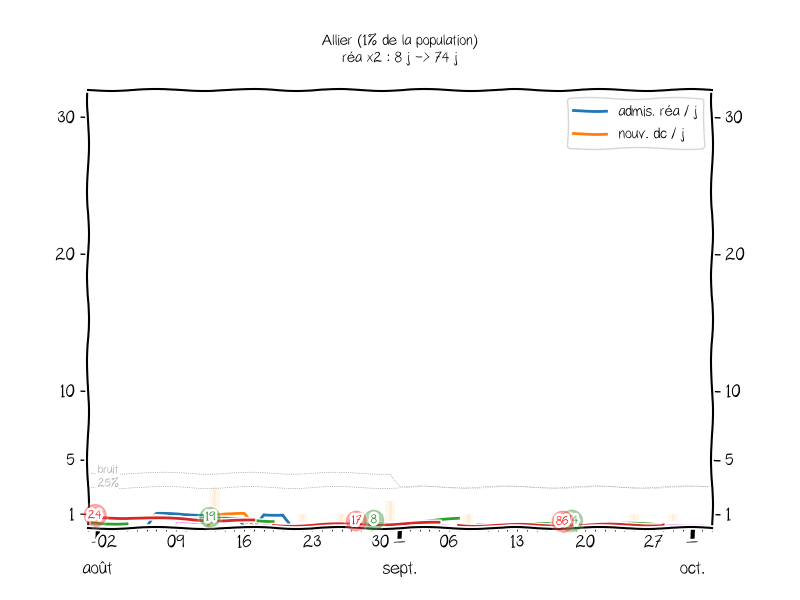 Allier (1% de la population)
réa x2 : 8 j -> 74 j
admis. réa / j
nouv. dc / j
30 30
20 20
10 10
5 5
bruit
25%
1 24 19 17 8 86 1
02 09 16 23 30 06 13 20 27
août sept. oct.